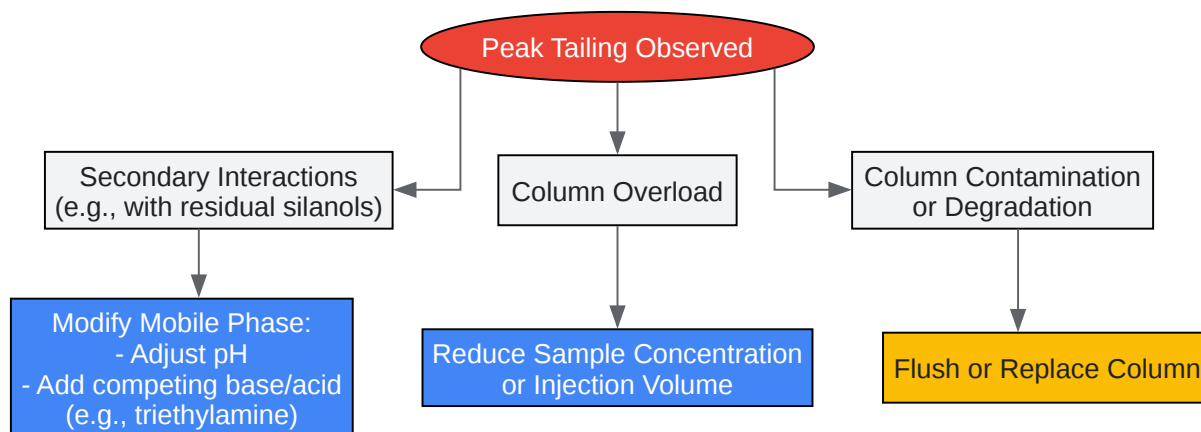 Peak Tailing Observed
Secondary Interactions
(e.g., with residual silanols)
Column Overload
Column Contamination
or Degradation
Modify Mobile Phase:
- Adjust pH
- Add competing base/acid
(e.g., triethylamine)
Reduce Sample Concentration
or Injection Volume
Flush or Replace Column